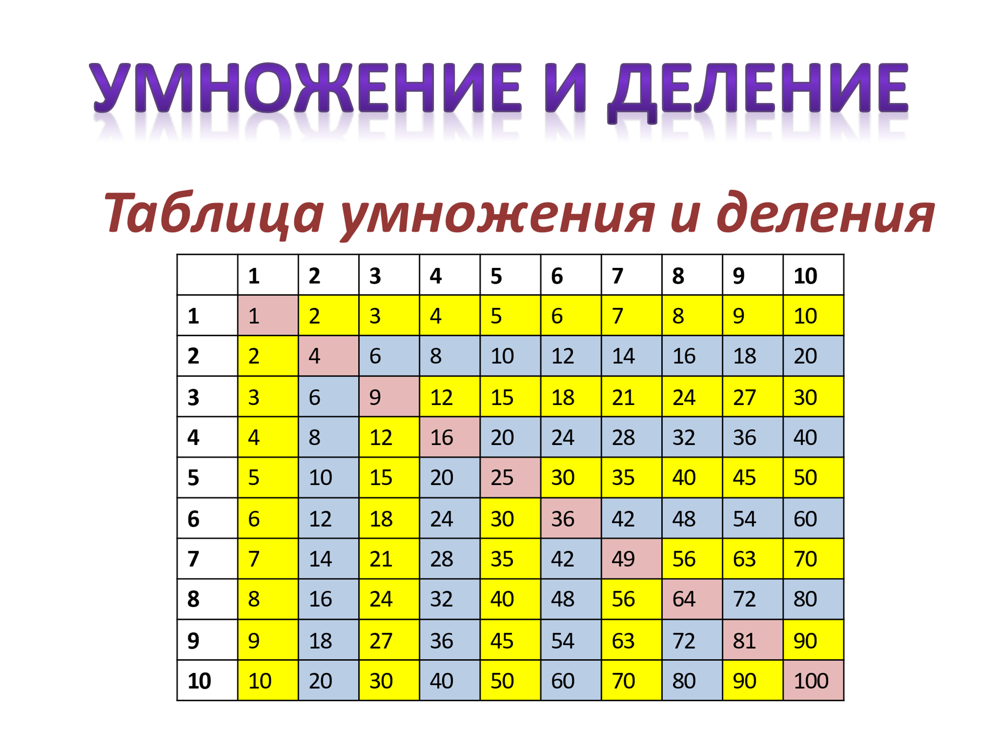 УМНОЖЕНИЕ И ДЕЛЕНИЕ
Таблица умножения и деления
1 2 3 4 5 6 7 8 9 10
1 1 2 3 4 5 6 7 8 9 10
2 2 4 6 8 10 12 14 16 18 20
3 3 6 9 12 15 18 21 24 27 30
4 4 8 12 16 20 24 28 32 36 40
5 5 10 15 20 25 30 35 40 45 50
6 6 12 18 24 30 36 42 48 54 60
7 7 14 21 28 35 42 49 56 63 70
8 8 16 24 32 40 48 56 64 72 80
9 9 18 27 36 45 54 63 72 81 90
10 10 20 30 40 50 60 70 80 90 100